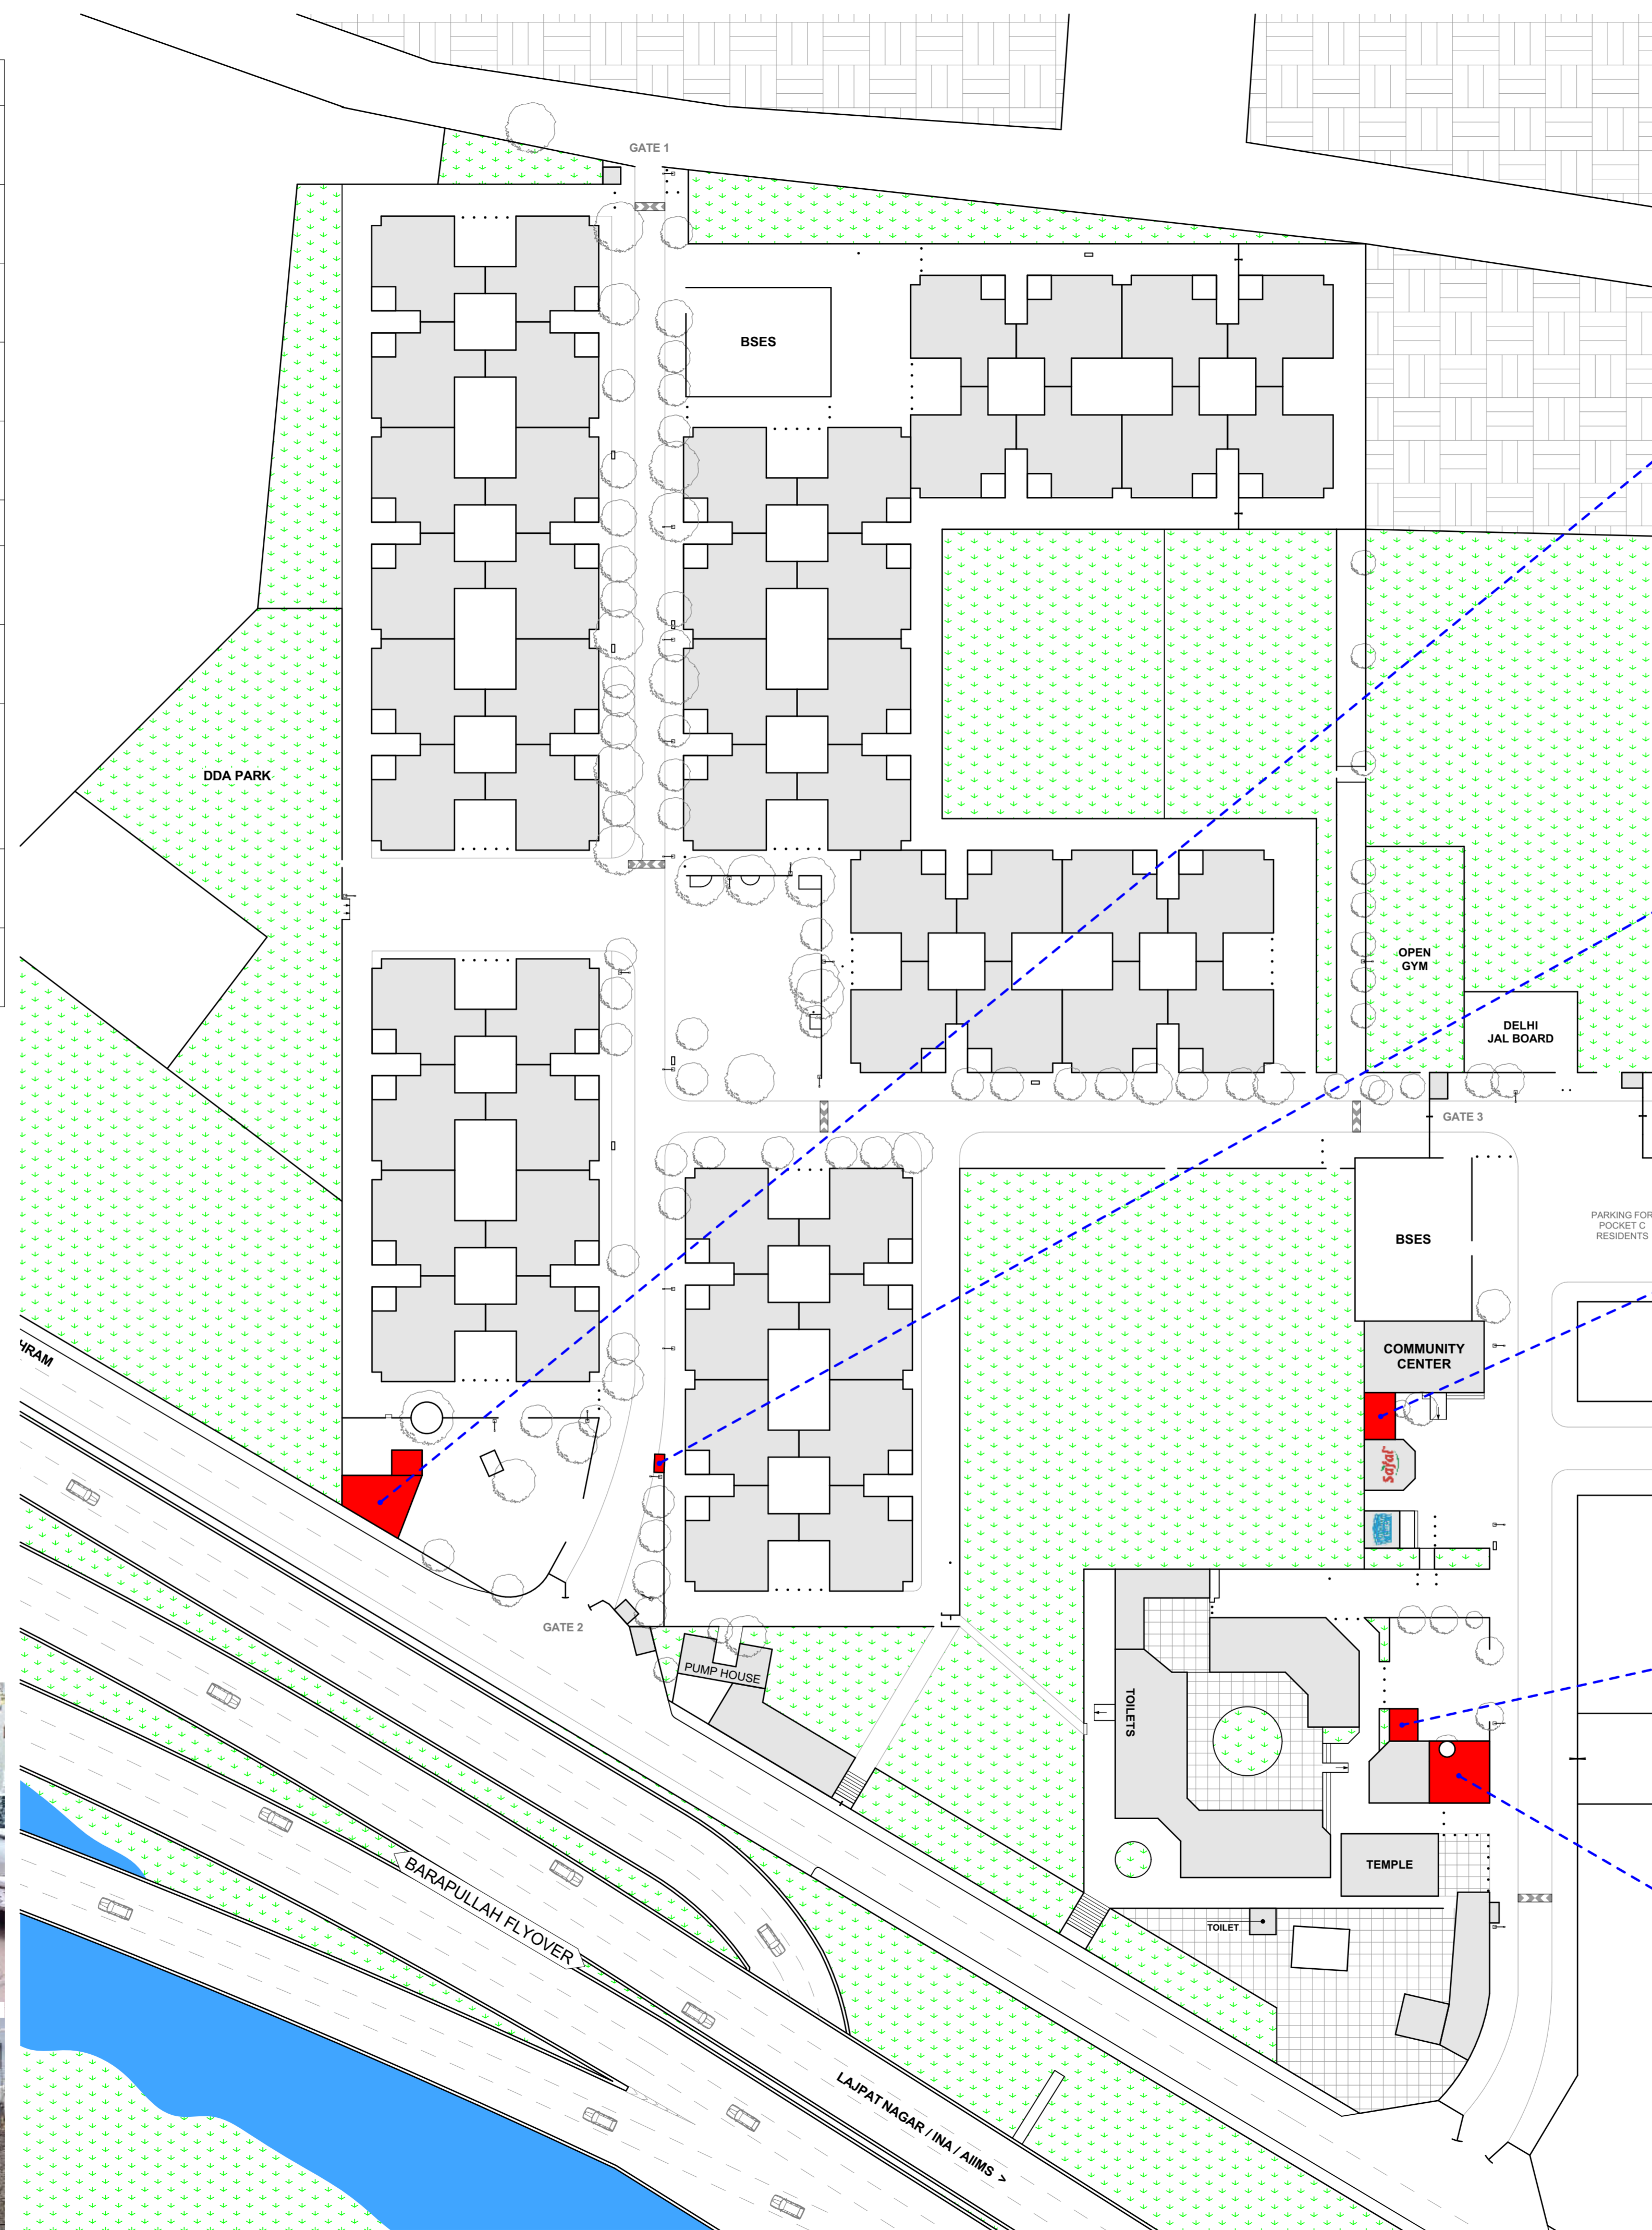 GATE 1
BSES
DDA PARK
OPEN
GYM
DELHI
JAL BOARD
GATE 3
PARKING FOR
POCKET C
RESIDENTS
BSES
HRAM
COMMUNITY
CENTER
Safal
GATE 2
PUMP HOUSE
TOILETS
BARAPULLAH FLYOVER
TEMPLE
TOILET
LAJPAT NAGAR / INA / AIIMS >